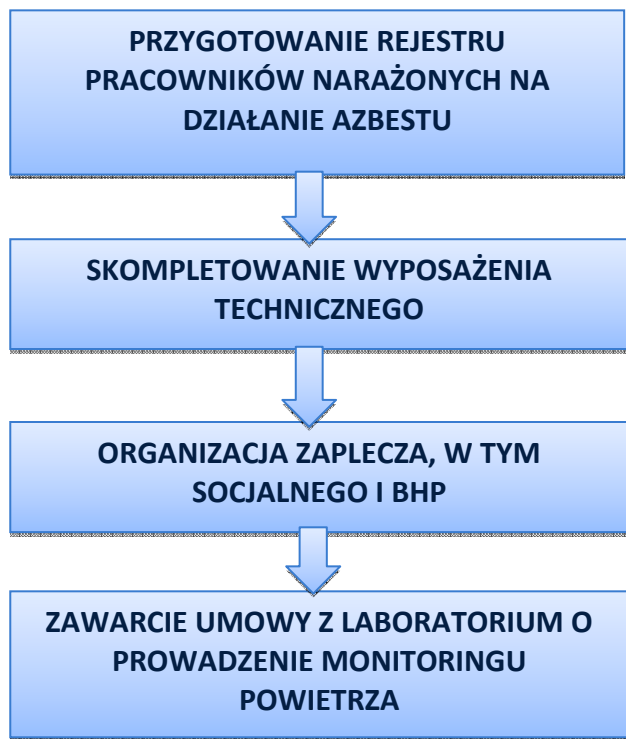 PRZYGOTOWANIE REJESTRU
PRACOWNIKÓW NARAŻONYCH NA
DZIAŁANIE AZBESTU
SKOMPLETOWANIE WYPOSAŻENIA
TECHNICZNEGO
ORGANIZACJA ZAPLECZA, W TYM
SOCJALNEGO I BHP
ZAWARCIE UMOWY Z LABORATORIUM O
PROWADZENIE MONITORINGU
POWIETRZA